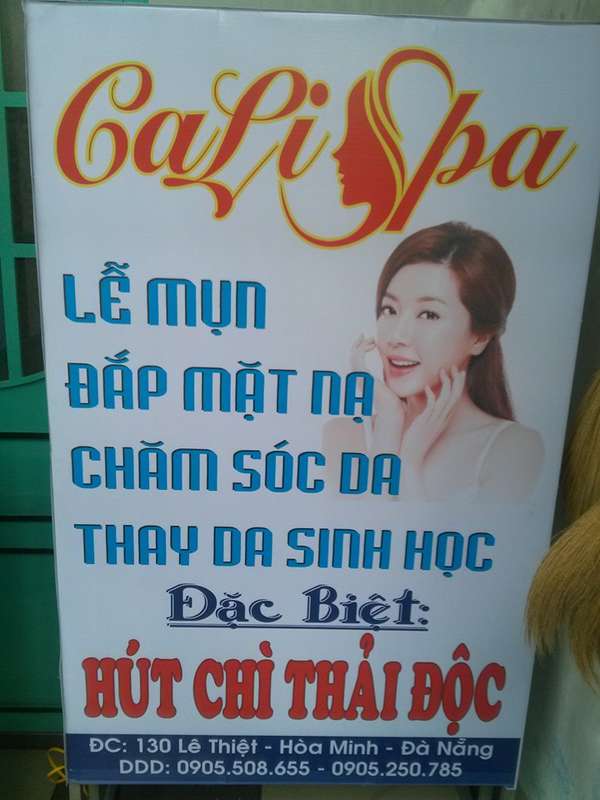 CaLi Spa
LỄ MỤN
ĐẮP MẶT NẠ
CHĂM SÓC DA
THAY DA SINH HỌC
Đặc Biệt:
HÚT CHÌ THẢI ĐỘC
ĐC: 130 Lê Thiệt - Hòa Minh - Đà Nẵng
DDD: 0905.508.655 - 0905.250.785